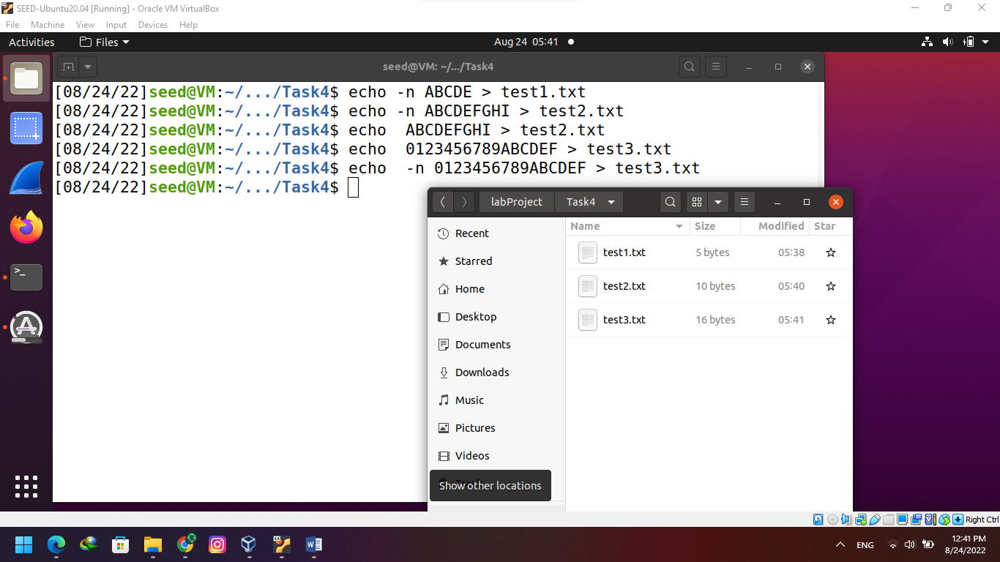 SEED-Ubuntu20.04 [Running] - Oracle VM VirtualBox
File Machine View Input Devices Help
Activities Files Aug 24 05:41
seed@VM: ~/.../Task4
[08/24/22]seed@VM:~/.../Task4$ echo -n ABCDE > test1.txt
[08/24/22]seed@VM:~/.../Task4$ echo -n ABCDEFGHI > test2.txt
[08/24/22]seed@VM:~/.../Task4$ echo  ABCDEFGHI > test2.txt
[08/24/22]seed@VM:~/.../Task4$ echo  0123456789ABCDEF > test3.txt
[08/24/22]seed@VM:~/.../Task4$ echo  -n 0123456789ABCDEF > test3.txt
[08/24/22]seed@VM:~/.../Task4$
labProject Task4
Name Size Modified Star
Recent
Starred
Home
Desktop
Documents
Downloads
Music
Pictures
Videos
Show other locations
test1.txt 5 bytes 05:38
test2.txt 10 bytes 05:40
test3.txt 16 bytes 05:41
Right Ctrl
ENG
12:41 PM
8/24/2022